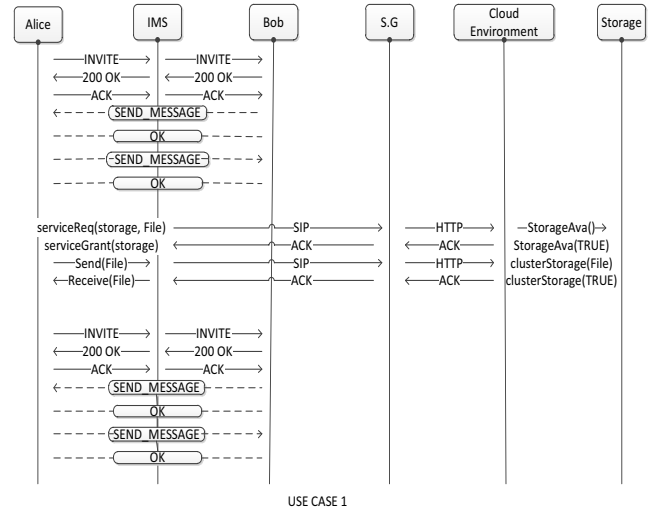 Alice IMS Bob S.G Cloud Environment Storage
INVITE INVITE
200 OK 200 OK
ACK ACK
SEND_MESSAGE
OK
SEND_MESSAGE
OK
serviceReq(storage, File) SIP HTTP StorageAva()
serviceGrant(storage) ACK ACK StorageAva(TRUE)
Send(File) SIP HTTP clusterStorage(File)
Receive(File) ACK ACK clusterStorage(TRUE)
INVITE INVITE
200 OK 200 OK
ACK ACK
SEND_MESSAGE
OK
SEND_MESSAGE
OK
USE CASE 1